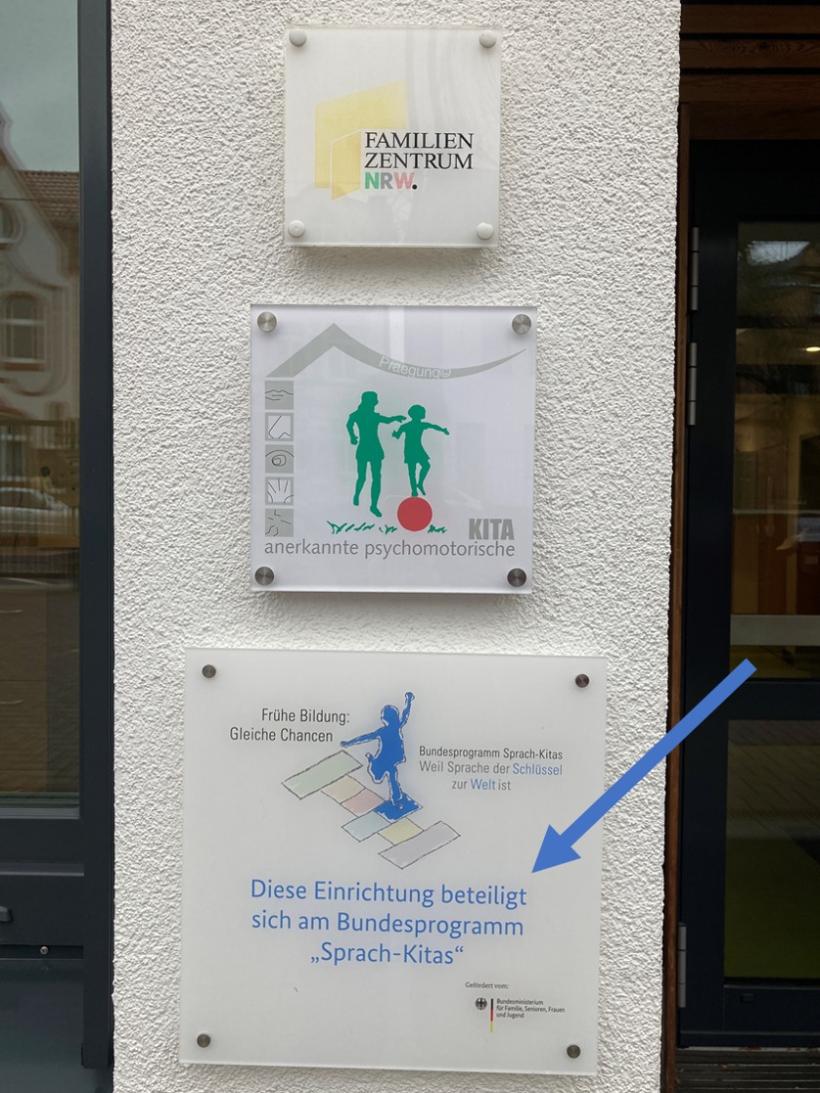 FAMILIEN
ZENTRUM
NRW.
Praegung
KITA
anerkannte psychomotorische
Frühe Bildung:
Gleiche Chancen
Bundesprogramm Sprach-Kitas
Weil Sprache der Schlüssel
zur Welt ist
Diese Einrichtung beteiligt
sich am Bundesprogramm
„Sprach-Kitas“
Gefördert vom:
Bundesministerium
für Familie, Senioren, Frauen
und Jugend